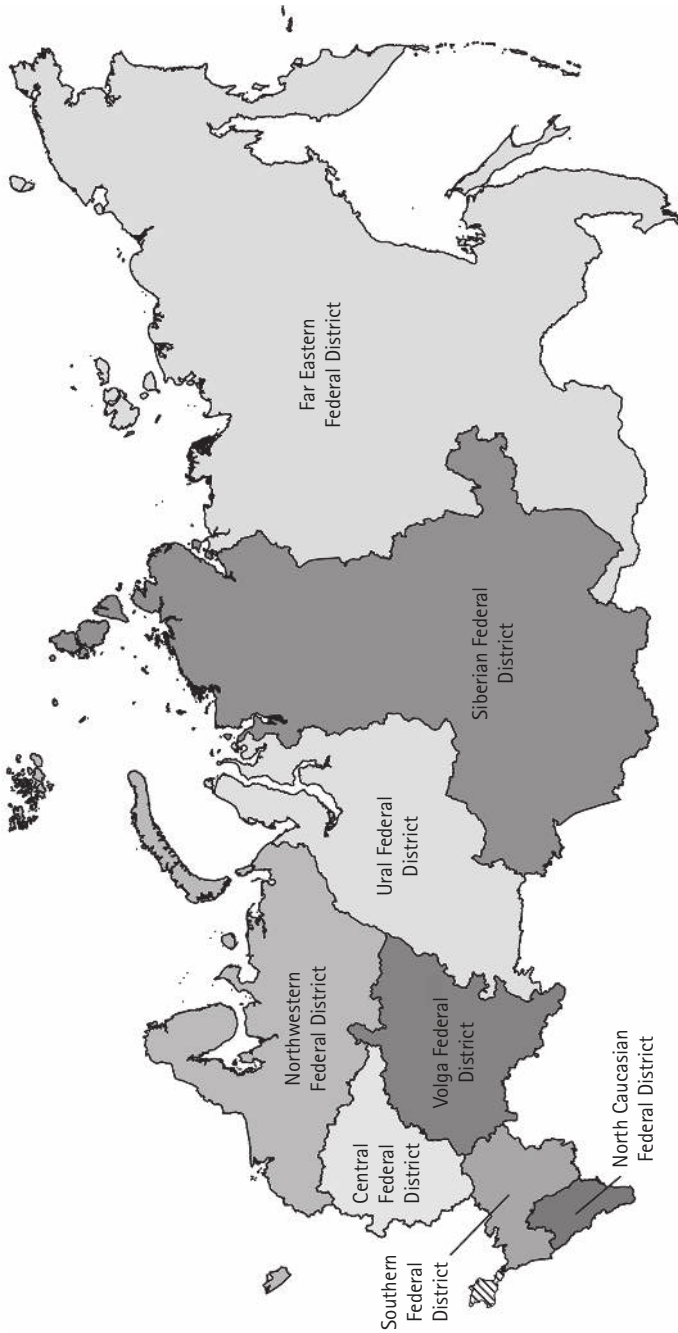 Far Eastern
Federal District
Siberian Federal
District
Ural Federal
District
Northwestern
Federal District
Volga Federal
District
Central
Federal
District
North Caucasian
Federal District
Southern
Federal
District